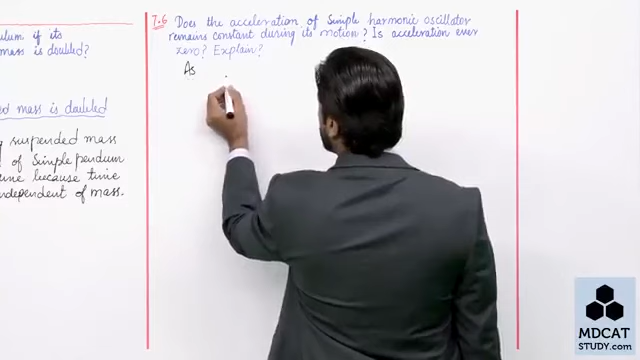 ulum if its
mass is doubled?
ed mass is doubled
suspended mass
of Simple pendum
me because time
ndependent of mass.
7.6 Does the acceleration of Simple harmonic oscillator
remains constant during its motion? Is acceleration ever
zero? Explain?
As
MDCAT
STUDY.COM